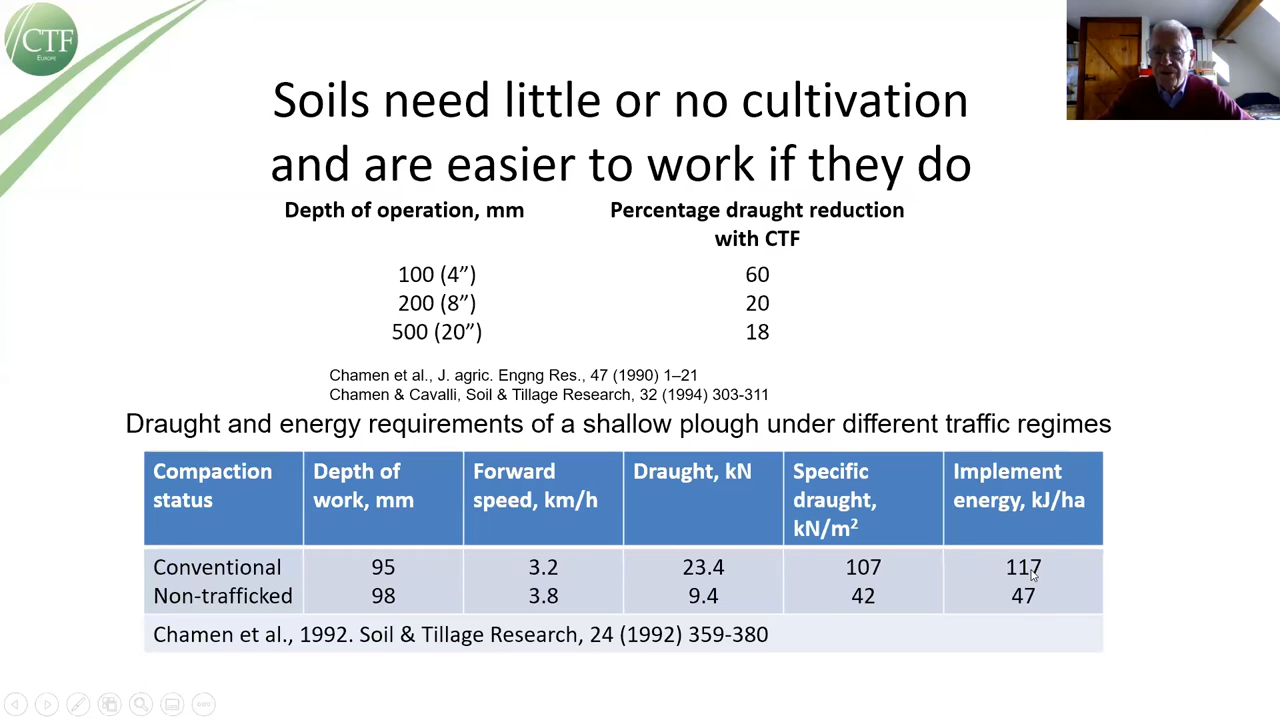 CTF
Europe
Soils need little or no cultivation
and are easier to work if they do
Depth of operation, mm Percentage draught reduction
with CTF
100 (4”) 60
200 (8”) 20
500 (20”) 18
Chamen et al., J. agric. Engng Res., 47 (1990) 1–21
Chamen & Cavalli, Soil & Tillage Research, 32 (1994) 303-311
Draught and energy requirements of a shallow plough under different traffic regimes
Compaction status Depth of work, mm Forward speed, km/h Draught, kN Specific draught, kN/m² Implement energy, kJ/ha
Conventional 95 3.2 23.4 107 117
Non-trafficked 98 3.8 9.4 42 47
Chamen et al., 1992. Soil & Tillage Research, 24 (1992) 359-380